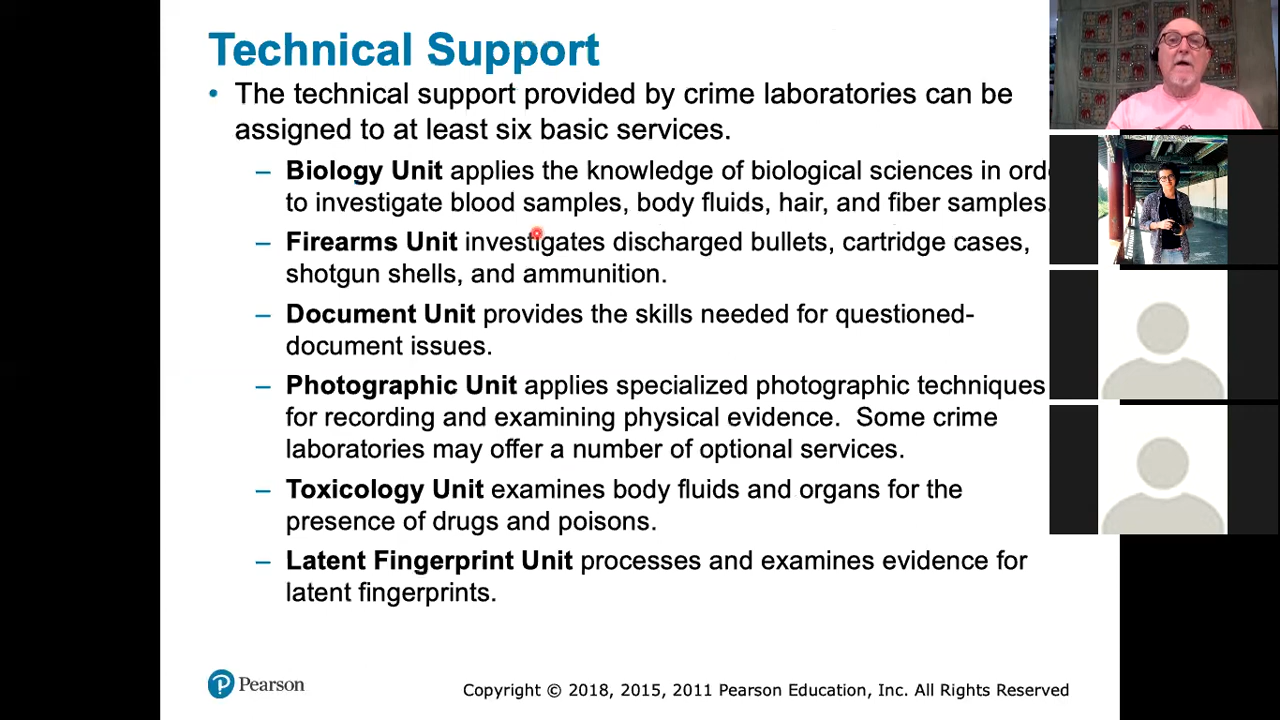 Technical Support
• The technical support provided by crime laboratories can be
assigned to at least six basic services.
– Biology Unit applies the knowledge of biological sciences in
to investigate blood samples, body fluids, hair, and fiber samples.
– Firearms Unit investigates discharged bullets, cartridge cases,
shotgun shells, and ammunition.
– Document Unit provides the skills needed for questioned-
document issues.
– Photographic Unit applies specialized photographic techniques
for recording and examining physical evidence. Some crime
laboratories may offer a number of optional services.
– Toxicology Unit examines body fluids and organs for the
presence of drugs and poisons.
– Latent Fingerprint Unit processes and examines evidence for
latent fingerprints.
Pearson
Copyright © 2018, 2015, 2011 Pearson Education, Inc. All Rights Reserved